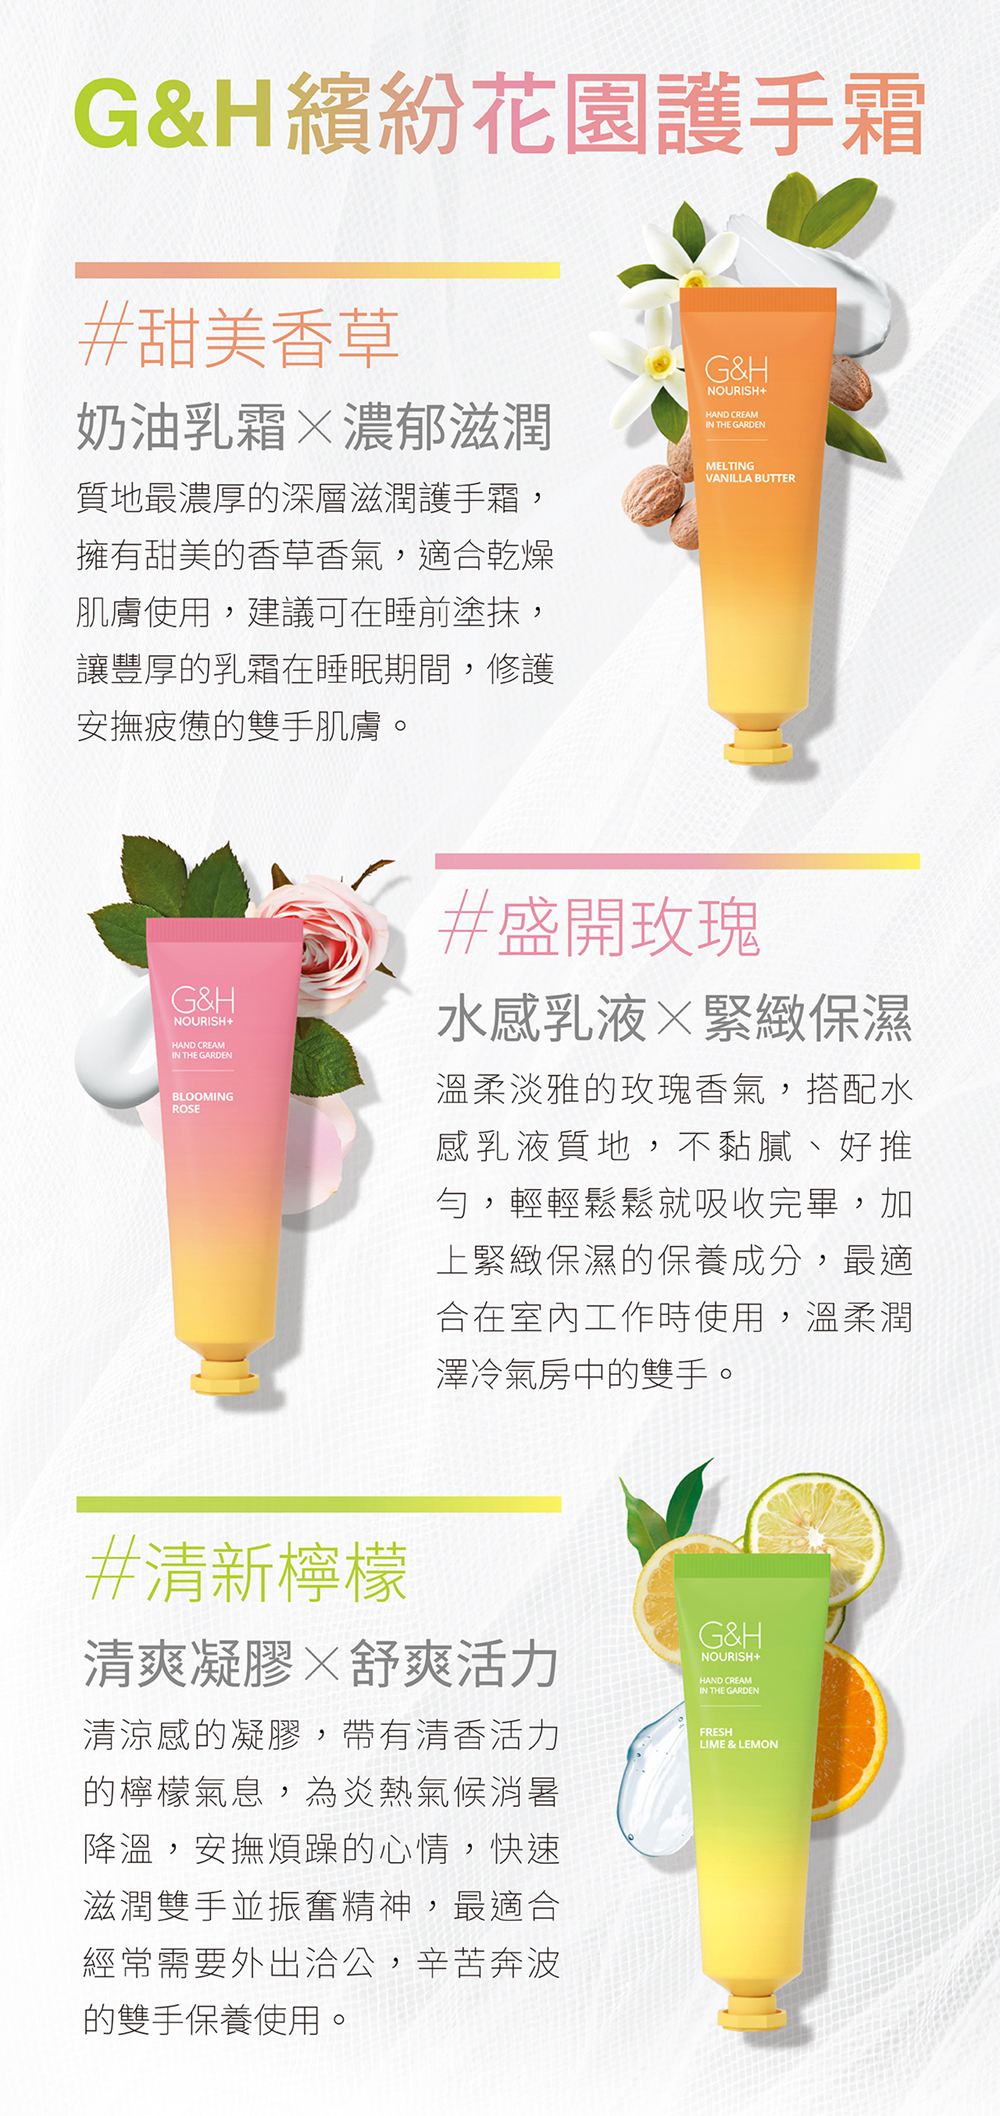 G&H繽紛花園護手霜
#甜美香草
奶油乳霜×濃郁滋潤
質地最濃厚的深層滋潤護手霜，
擁有甜美的香草香氣，適合乾燥
肌膚使用，建議可在睡前塗抹，
讓豐厚的乳霜在睡眠期間，修護
安撫疲憊的雙手肌膚。
G&H
NOURISH+
HAND CREAM
IN THE GARDEN
MELTING
VANILLA BUTTER
G&H
NOURISH+
HAND CREAM
IN THE GARDEN
BLOOMING
ROSE
#盛開玫瑰
水感乳液×緊緻保濕
溫柔淡雅的玫瑰香氣，搭配水
感乳液質地，不黏膩、好推
勻，輕輕鬆鬆就吸收完畢，加
上緊緻保濕的保養成分，最適
合在室內工作時使用，溫柔潤
澤冷氣房中的雙手。
#清新檸檬
清爽凝膠×舒爽活力
清涼感的凝膠，帶有清香活力
的檸檬氣息，為炎熱氣候消暑
降溫，安撫煩躁的心情，快速
滋潤雙手並振奮精神，最適合
經常需要外出洽公，辛苦奔波
的雙手保養使用。
G&H
NOURISH+
HAND CREAM
IN THE GARDEN
FRESH
LIME & LEMON